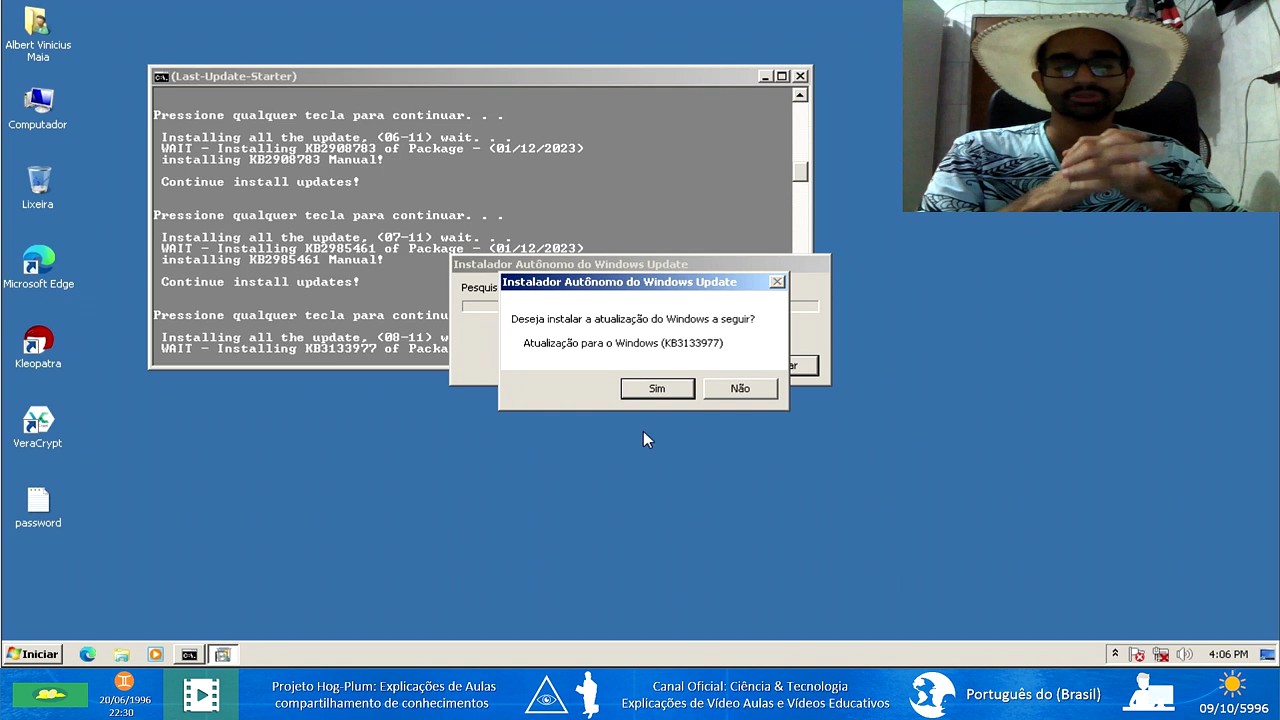 Albert Vinicius
Maia
Computador
Lixeira
Microsoft Edge
Kleopatra
VeraCrypt
password
(Last-Update-Starter)
Pressione qualquer tecla para continuar. . .
Installing all the update, (06-11) wait. . .
WAIT - Installing KB2908783 of Package - (01/12/2023)
installing KB2908783 Manual!
Continue install updates!
Pressione qualquer tecla para continuar. . .
Installing all the update, (07-11) wait. . .
WAIT - Installing KB2985461 of Package - (01/12/2023)
installing KB2985461 Manual!
Continue install updates!
Pressione qualquer tecla para continu
Installing all the update, (08-11) w
WAIT - Installing KB3133977 of Packa
Instalador Autônomo do Windows Update
Pesquis
ar
Instalador Autônomo do Windows Update
Deseja instalar a atualização do Windows a seguir?
Atualização para o Windows (KB3133977)
Sim
Não
Iniciar
4:06 PM
20/06/1996
22:30
Projeto Hog-Plum: Explicações de Aulas
compartilhamento de conhecimentos
Canal Oficial: Ciência & Tecnologia
Explicações de Vídeo Aulas e Vídeos Educativos
Português do (Brasil)
09/10/5996